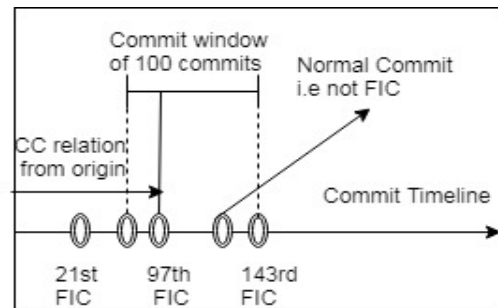 Commit window
of 100 commits
Normal Commit
i.e not FIC
CC relation
from origin
Commit Timeline
21st
FIC
97th
FIC
143rd
FIC